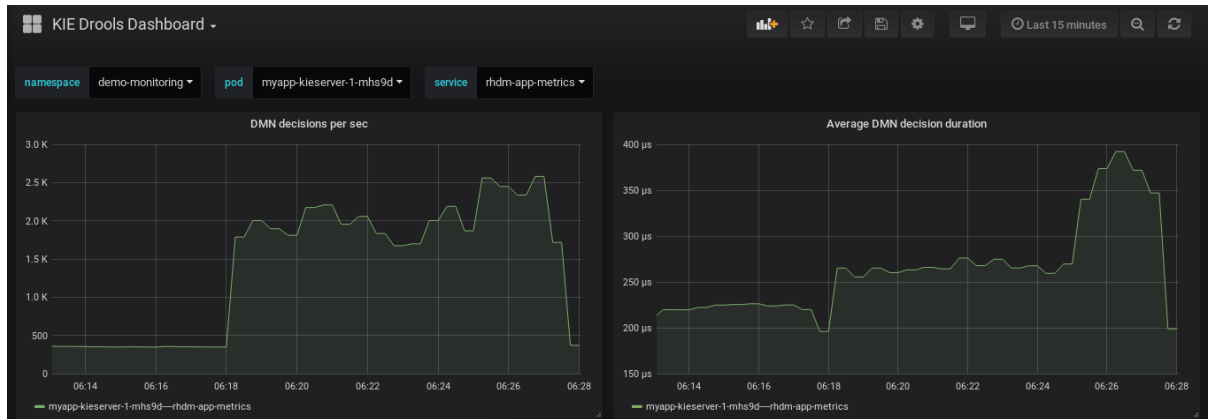 KIE Drools Dashboard
Last 15 minutes
namespace demo-monitoring pod myapp-kieserver-1-mhs9d service rhdm-app-metrics
DMN decisions per sec
3.0 K
2.5 K
2.0 K
1.5 K
1.0 K
500
0
06:14 06:16 06:18 06:20 06:22 06:24 06:26 06:28
myapp-kieserver-1-mhs9d—rhdm-app-metrics
Average DMN decision duration
400 µs
350 µs
300 µs
250 µs
200 µs
150 µs
06:14 06:16 06:18 06:20 06:22 06:24 06:26 06:28
myapp-kieserver-1-mhs9d—rhdm-app-metrics